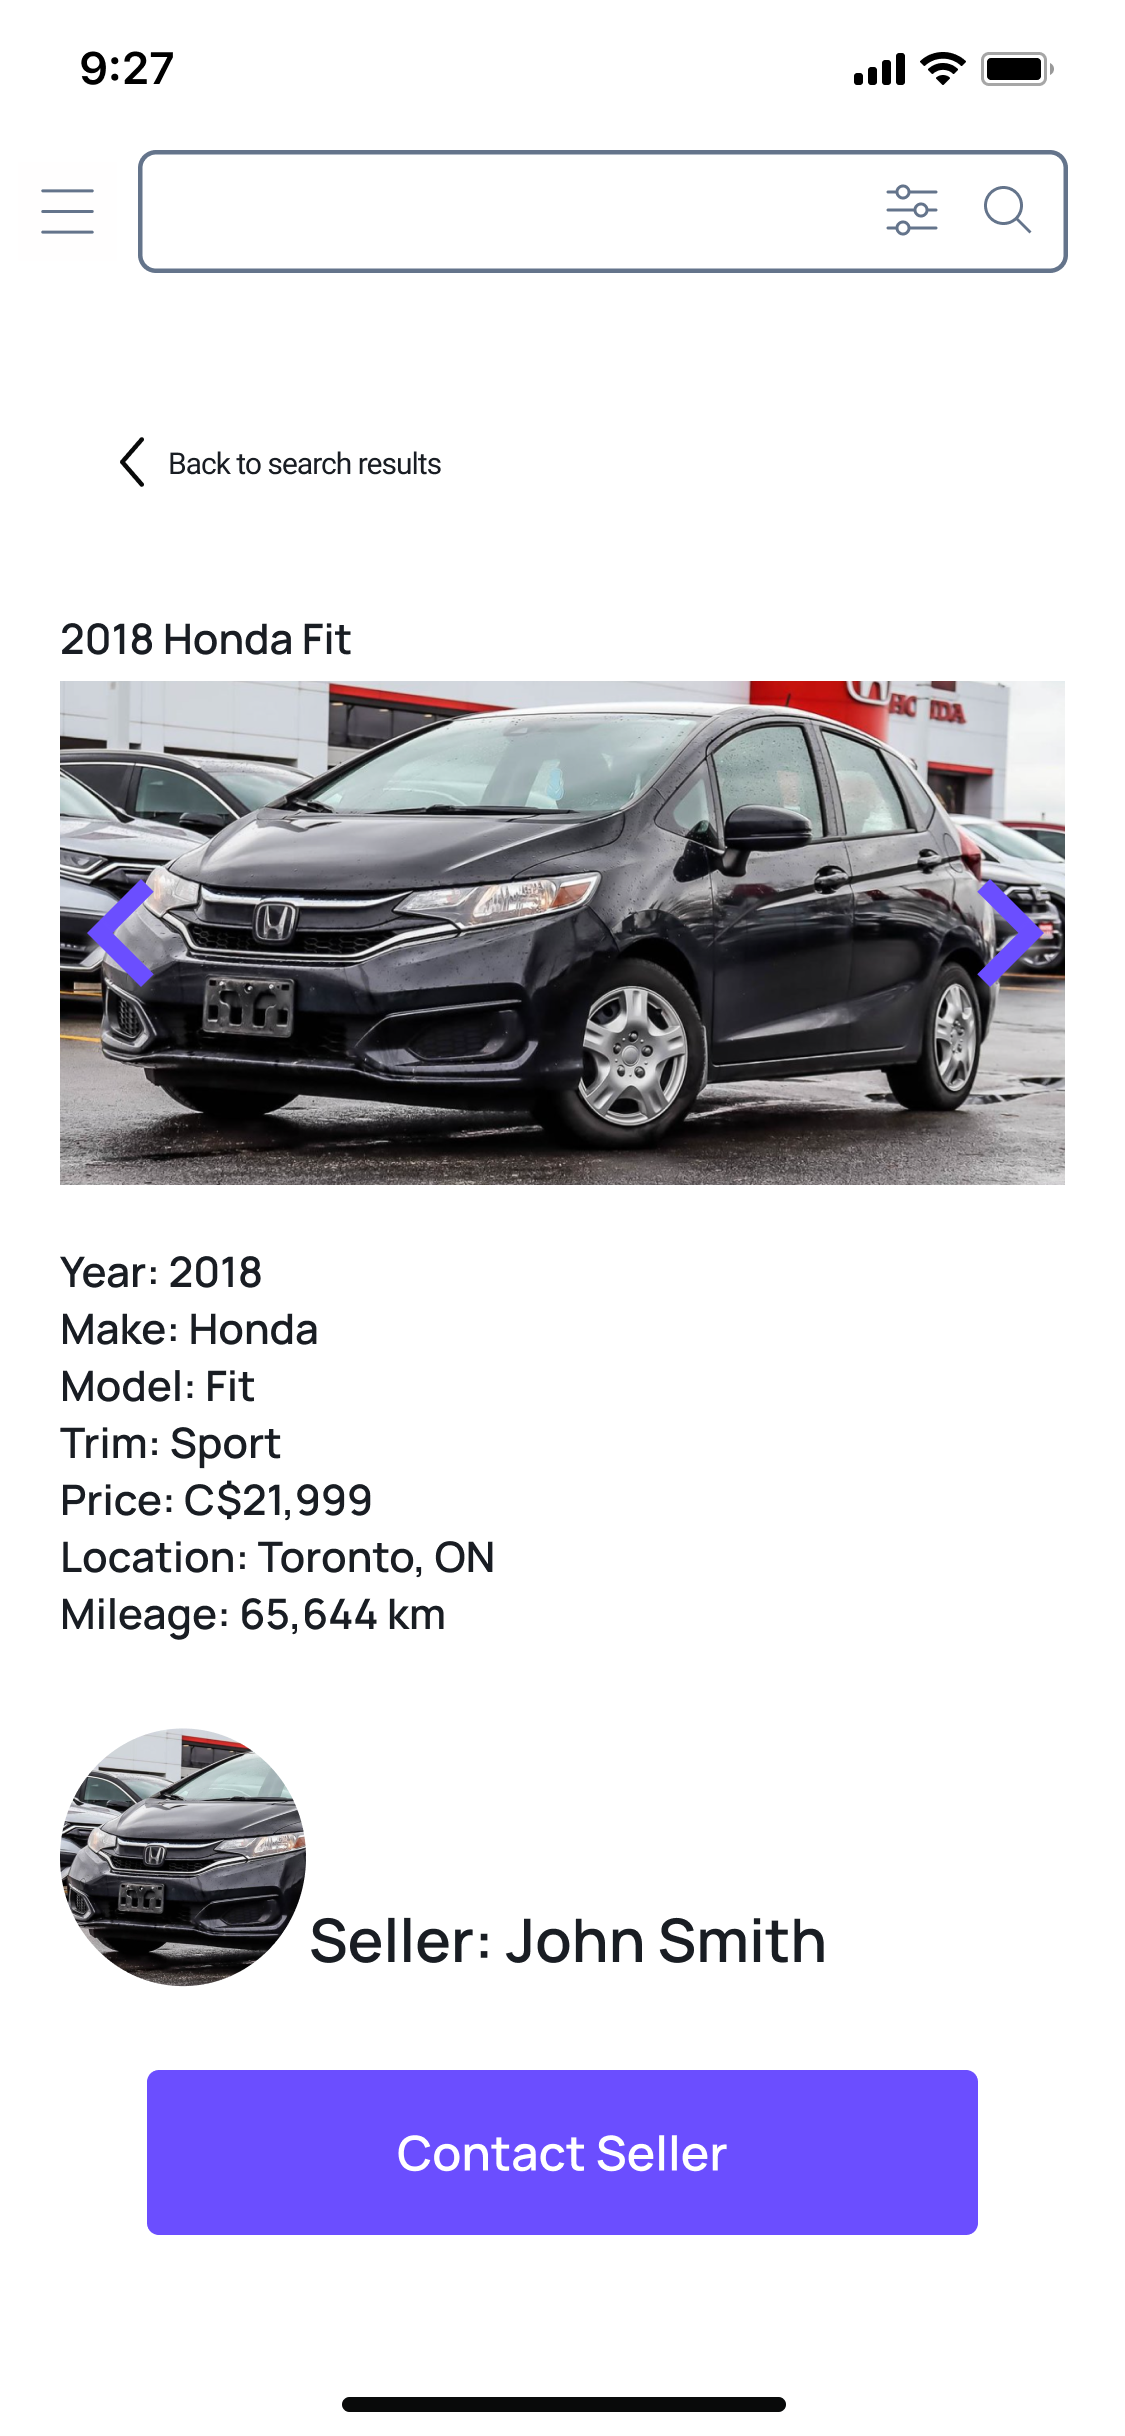 9:27
Back to search results
2018 Honda Fit
HONDA
Year: 2018
Make: Honda
Model: Fit
Trim: Sport
Price: C$21,999
Location: Toronto, ON
Mileage: 65,644 km
Seller: John Smith
Contact Seller